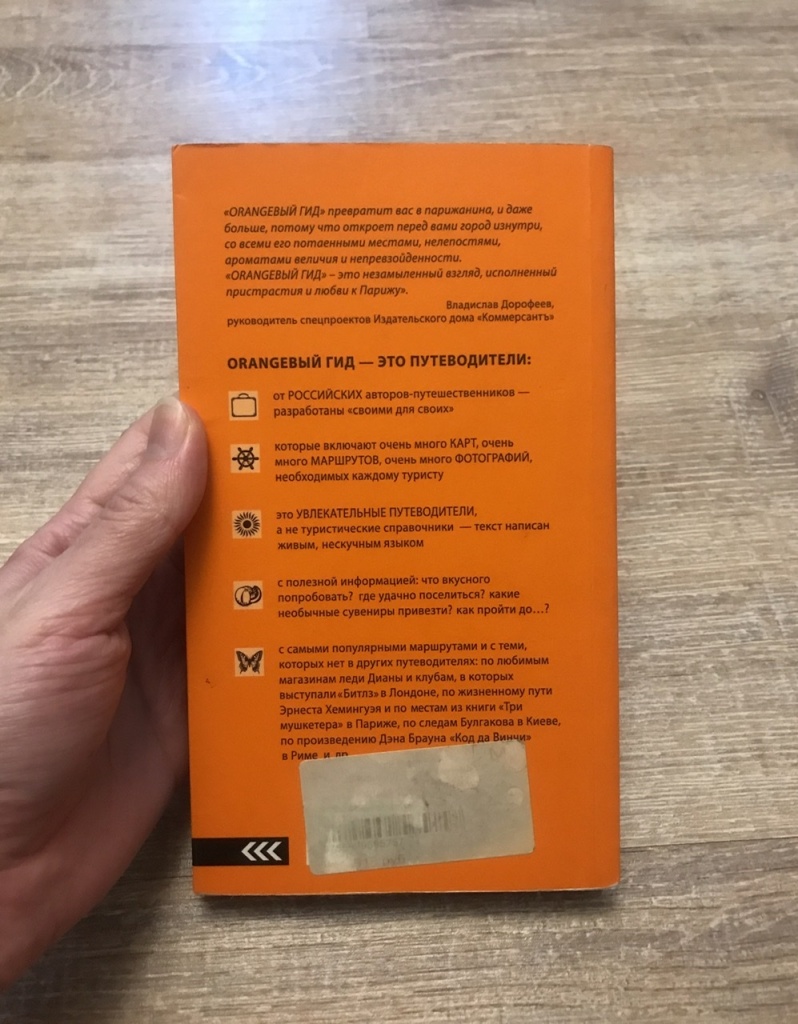 «ORANGEВЫЙ ГИД» превратит вас в парижанина, и даже
больше, потому что откроет перед вами город изнутри,
со всеми его потаенными местами, нелепостями,
ароматами величия и непревзойденности.
«ORANGEВЫЙ ГИД» – это незамыленный взгляд, исполненный
пристрастия и любви к Парижу».
Владислав Дорофеев,
руководитель спецпроектов Издательского дома «Коммерсантъ»
ORANGEВЫЙ ГИД — ЭТО ПУТЕВОДИТЕЛИ:
от РОССИЙСКИХ авторов-путешественников —
разработаны «своими для своих»
которые включают очень много КАРТ, очень
много МАРШРУТОВ, очень много ФОТОГРАФИЙ,
необходимых каждому туристу
это УВЛЕКАТЕЛЬНЫЕ ПУТЕВОДИТЕЛИ,
а не туристические справочники — текст написан
живым, нескучным языком
с полезной информацией: что вкусного
попробовать? где удачно поселиться? какие
необычные сувениры привезти? как пройти до...?
с самыми популярными маршрутами и с теми,
которых нет в других путеводителях: по любимым
магазинам леди Дианы и клубам, в которых
выступали «Битлз» в Лондоне, по жизненному пути
Эрнеста Хемингуэя и по местам из книги «Три
мушкетера» в Париже, по следам Булгакова в Киеве,
по произведению Дэна Брауна «Код да Винчи»
в Риме и др.